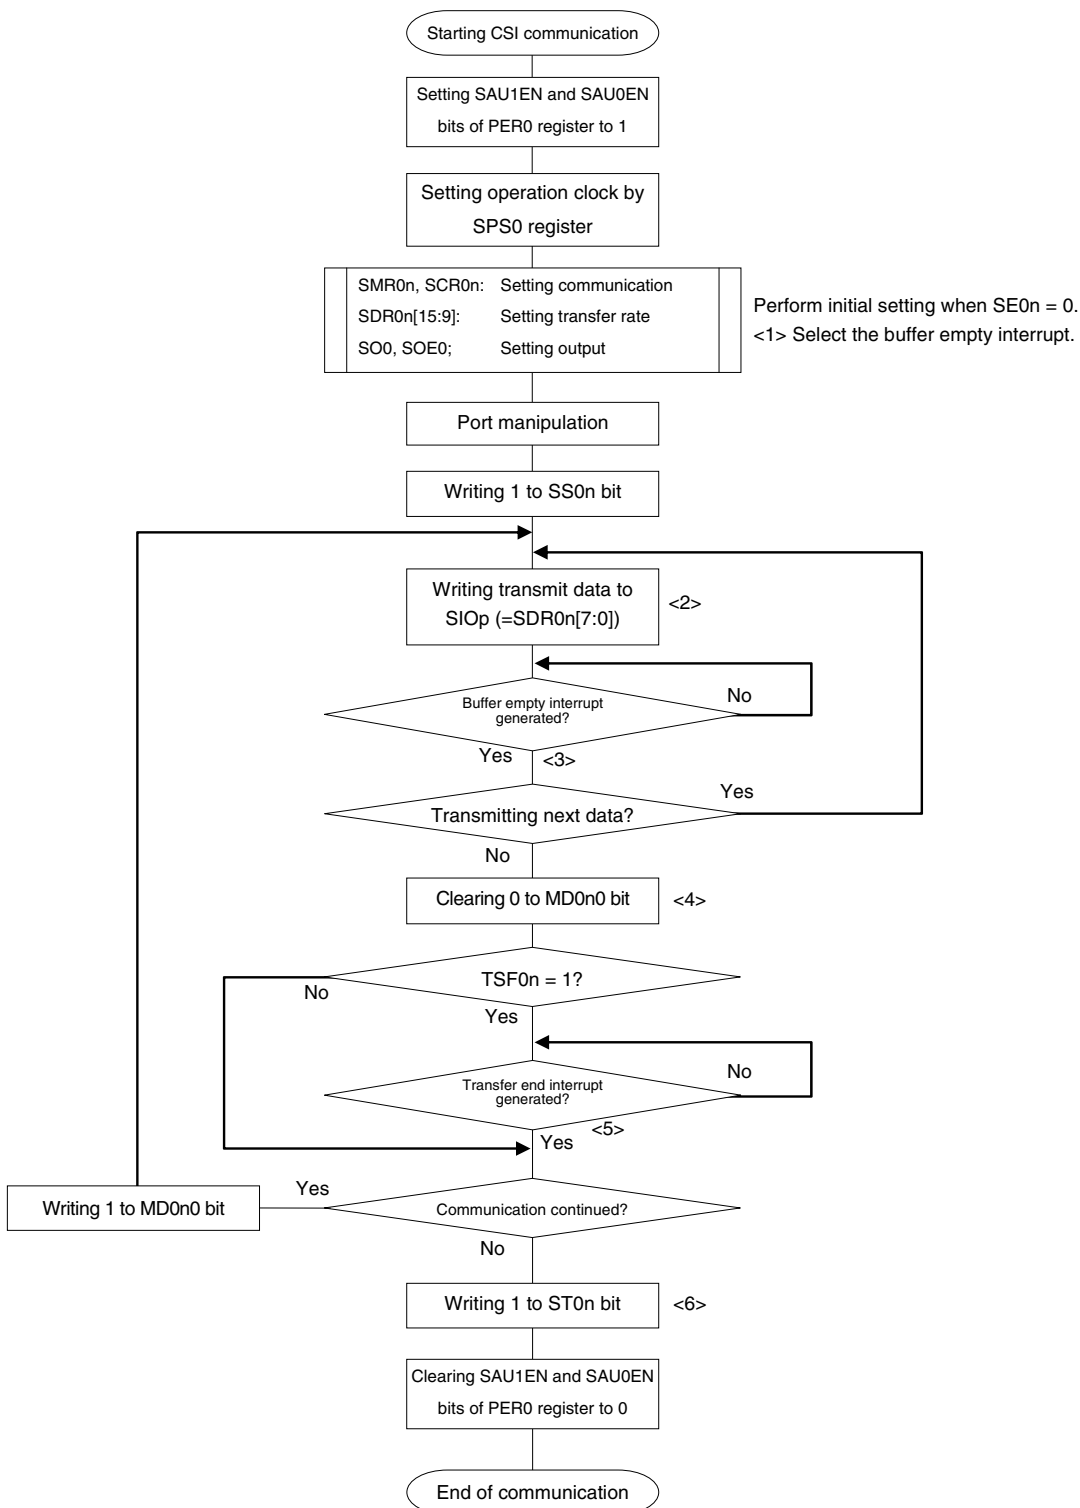 Starting CSI communication
Setting SAU1EN and SAU0EN
bits of PER0 register to 1
Setting operation clock by
SPS0 register
SMR0n, SCR0n: Setting communication
SDR0n[15:9]: Setting transfer rate
SO0, SOE0; Setting output
Perform initial setting when SE0n = 0.
<1> Select the buffer empty interrupt.
Port manipulation
Writing 1 to SS0n bit
Writing transmit data to
SIOp (=SDR0n[7:0])
<2>
Buffer empty interrupt
generated?
No
Yes
<3>
Transmitting next data?
Yes
No
Clearing 0 to MD0n0 bit
<4>
TSF0n = 1?
No
Yes
Transfer end interrupt
generated?
No
Yes
<5>
Communication continued?
Yes
Writing 1 to MD0n0 bit
No
Writing 1 to ST0n bit
<6>
Clearing SAU1EN and SAU0EN
bits of PER0 register to 0
End of communication